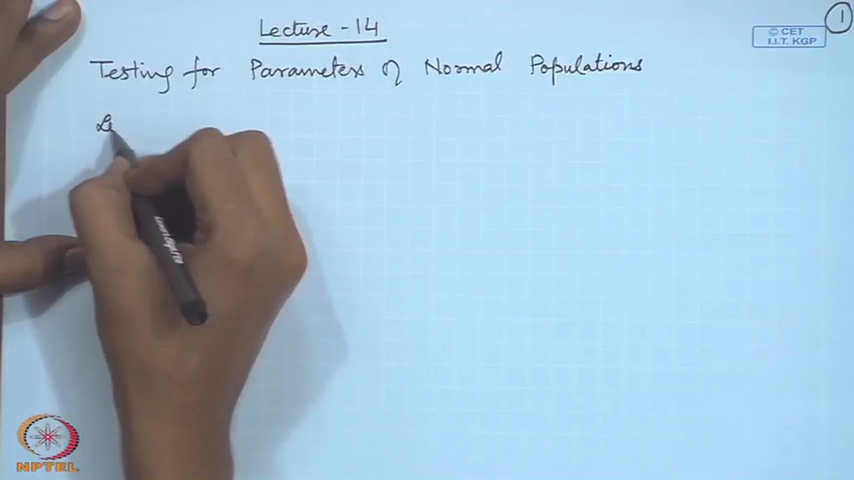 Lecture - 14
1
© CET
I.I.T. KGP
Testing for Parameters of Normal Populations
NPTEL